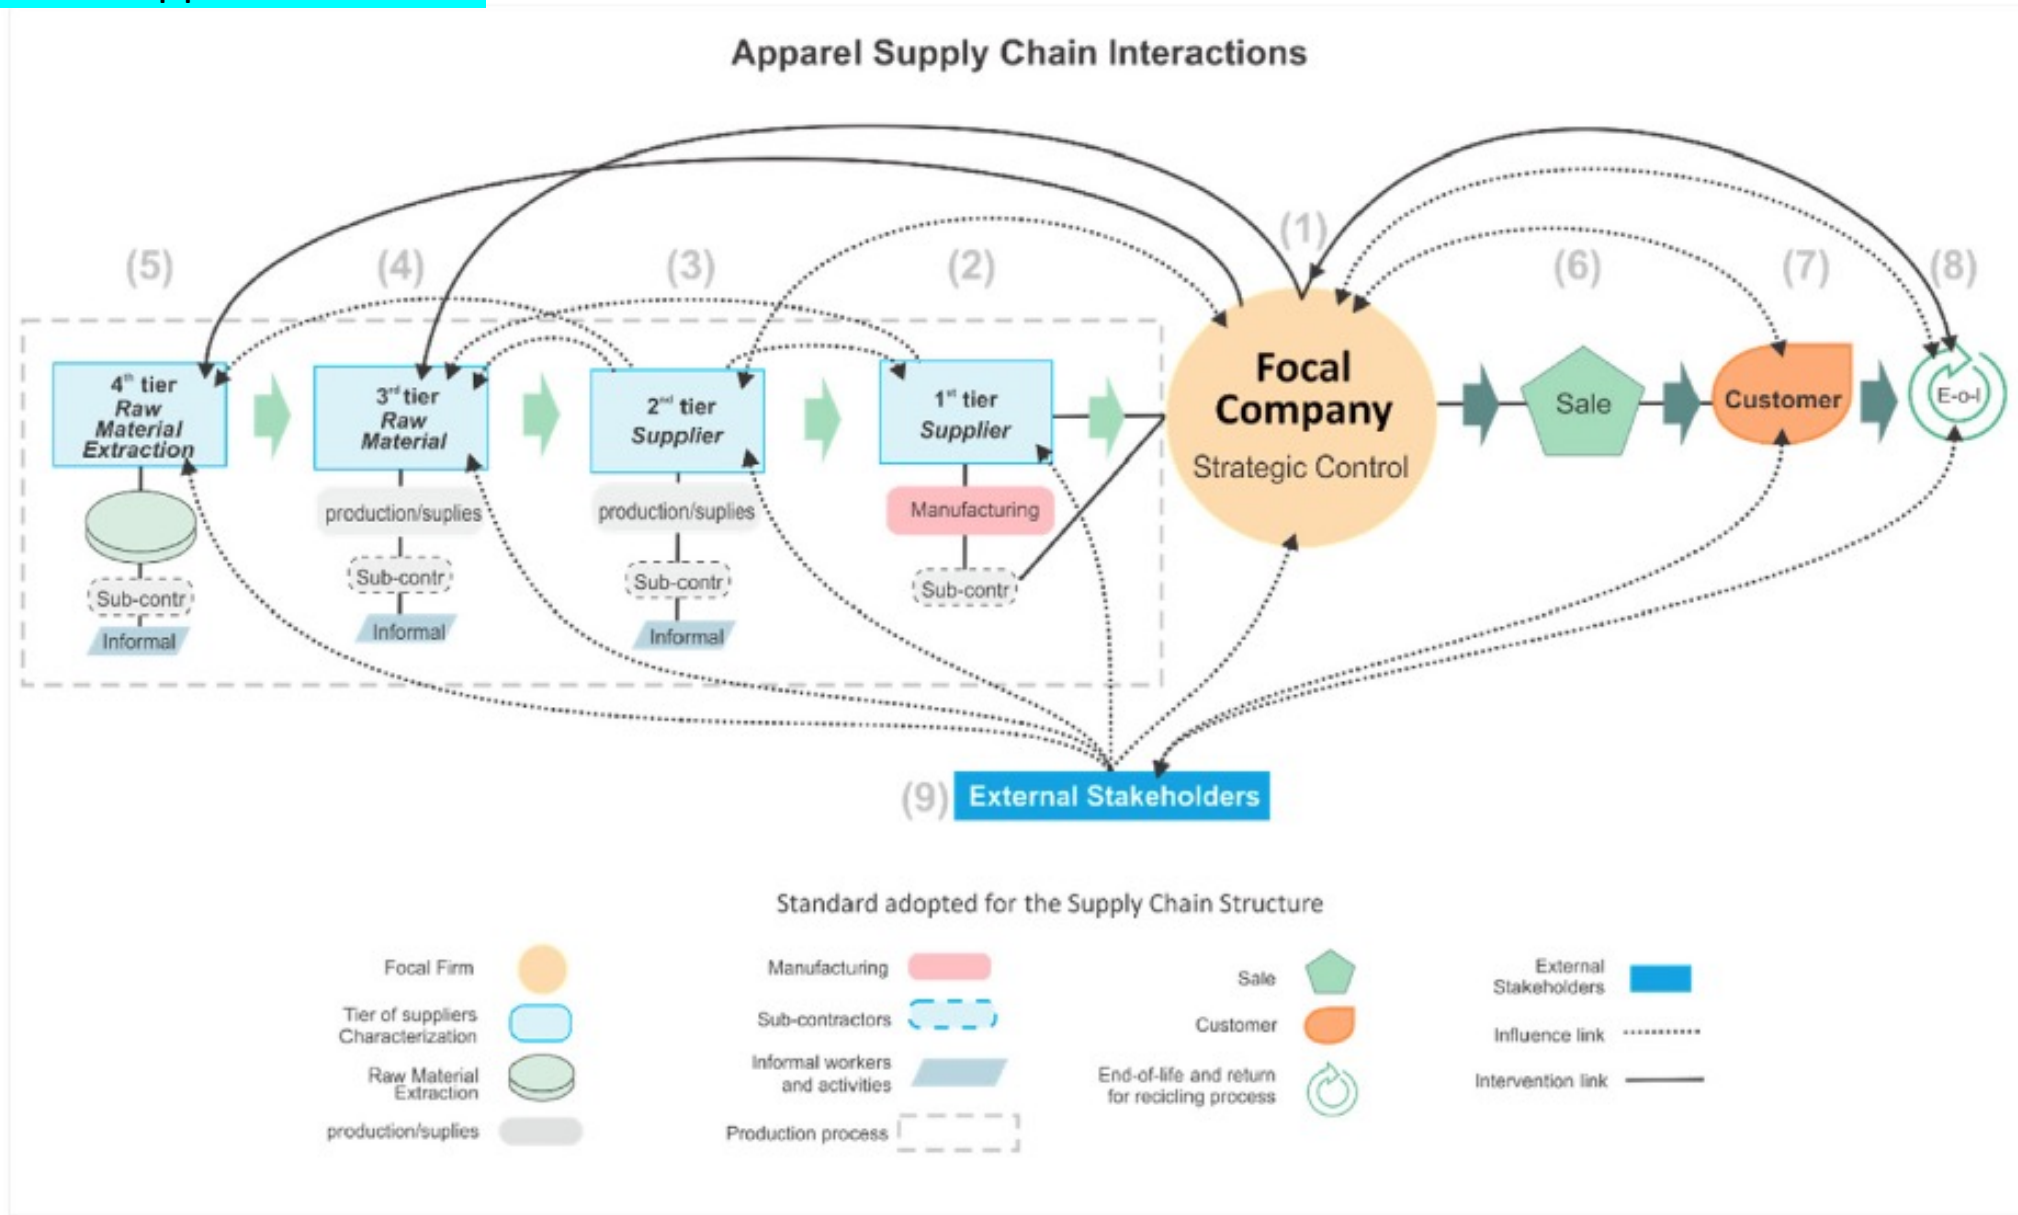 Apparel Supply Chain Interactions
(1)
(5)
(4)
(3)
(2)
(6)
(7)
(8)
4th tier
Raw
Material
Extraction
3rd tier
Raw
Material
2nd tier
Supplier
1st tier
Supplier
Focal
Company
Strategic Control
Sale
Customer
E-o-l
production/suplies
production/suplies
Manufacturing
Sub-contr
Sub-contr
Sub-contr
Sub-contr
Informal
Informal
Informal
(9)
External Stakeholders
Standard adopted for the Supply Chain Structure
Focal Firm
Tier of suppliers
Characterization
Raw Material
Extraction
production/suplies
Manufacturing
Sub-contractors
Informal workers
and activities
Production process
Sale
Customer
End-of-life and return
for recicling process
External
Stakeholders
Influence link
Intervention link